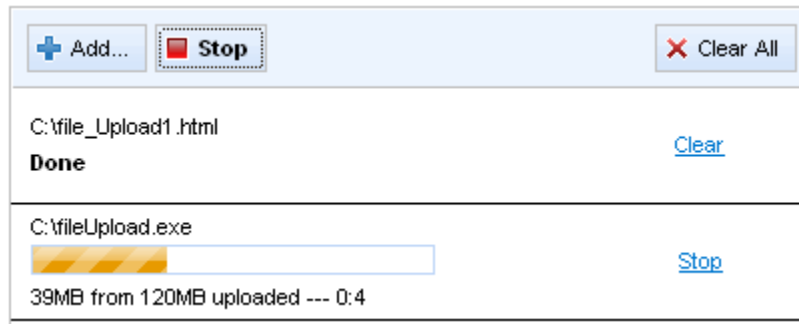 Add... Stop Clear All
C:\file_Upload1.html
Clear
Done
C:\fileUpload.exe
Stop
39MB from 120MB uploaded --- 0:4